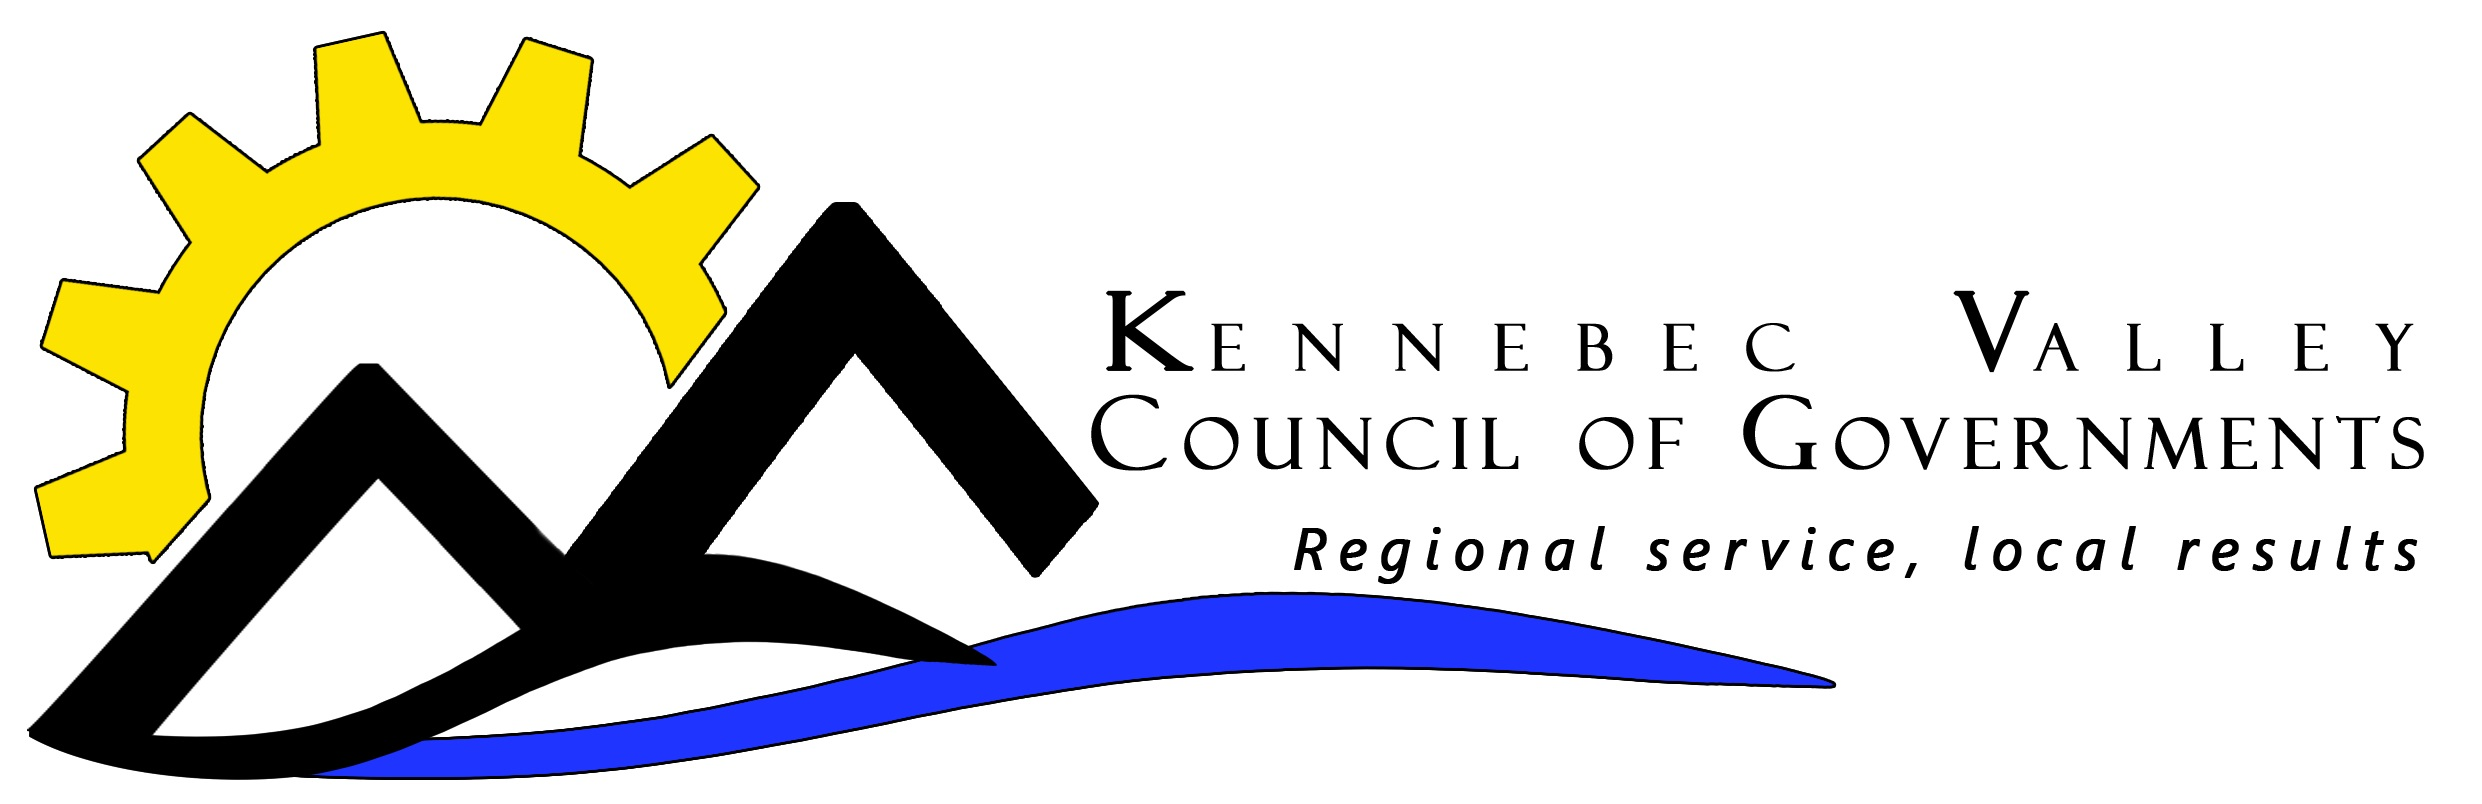 Kennebec Valley
Council of Governments
Regional service, local results